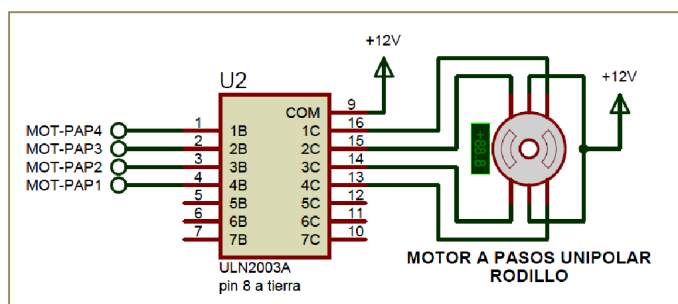 +12V
U2
+12V
COM 9
MOT-PAP4 1 1B 1C 16
MOT-PAP3 2 2B 2C 15
MOT-PAP2 3 3B 3C 14
MOT-PAP1 4 4B 4C 13
5 5B 5C 12
6 6B 6C 11
7 7B 7C 10
+88.8
ULN2003A
pin 8 a tierra
MOTOR A PASOS UNIPOLAR
RODILLO